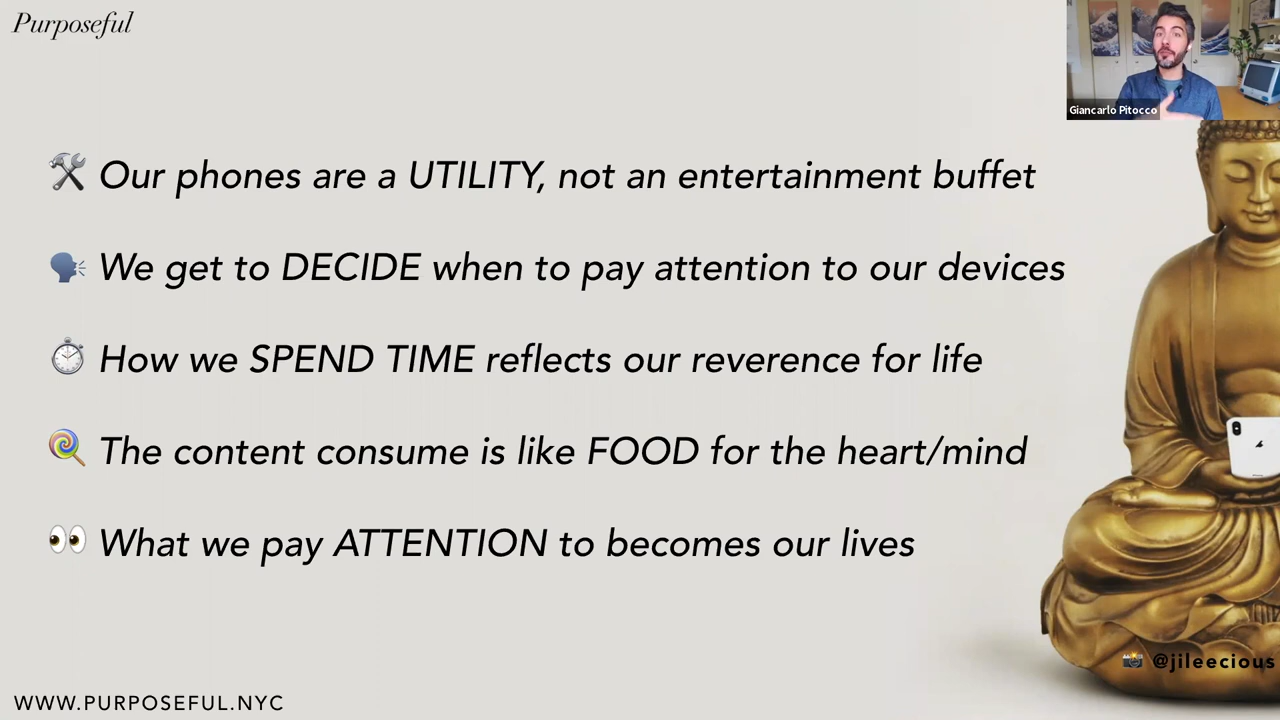 Purposeful
Giancarlo Pitocco
Our phones are a UTILITY, not an entertainment buffet
We get to DECIDE when to pay attention to our devices
How we SPEND TIME reflects our reverence for life
The content consume is like FOOD for the heart/mind
What we pay ATTENTION to becomes our lives
@jileecious
WWW.PURPOSEFUL.NYC